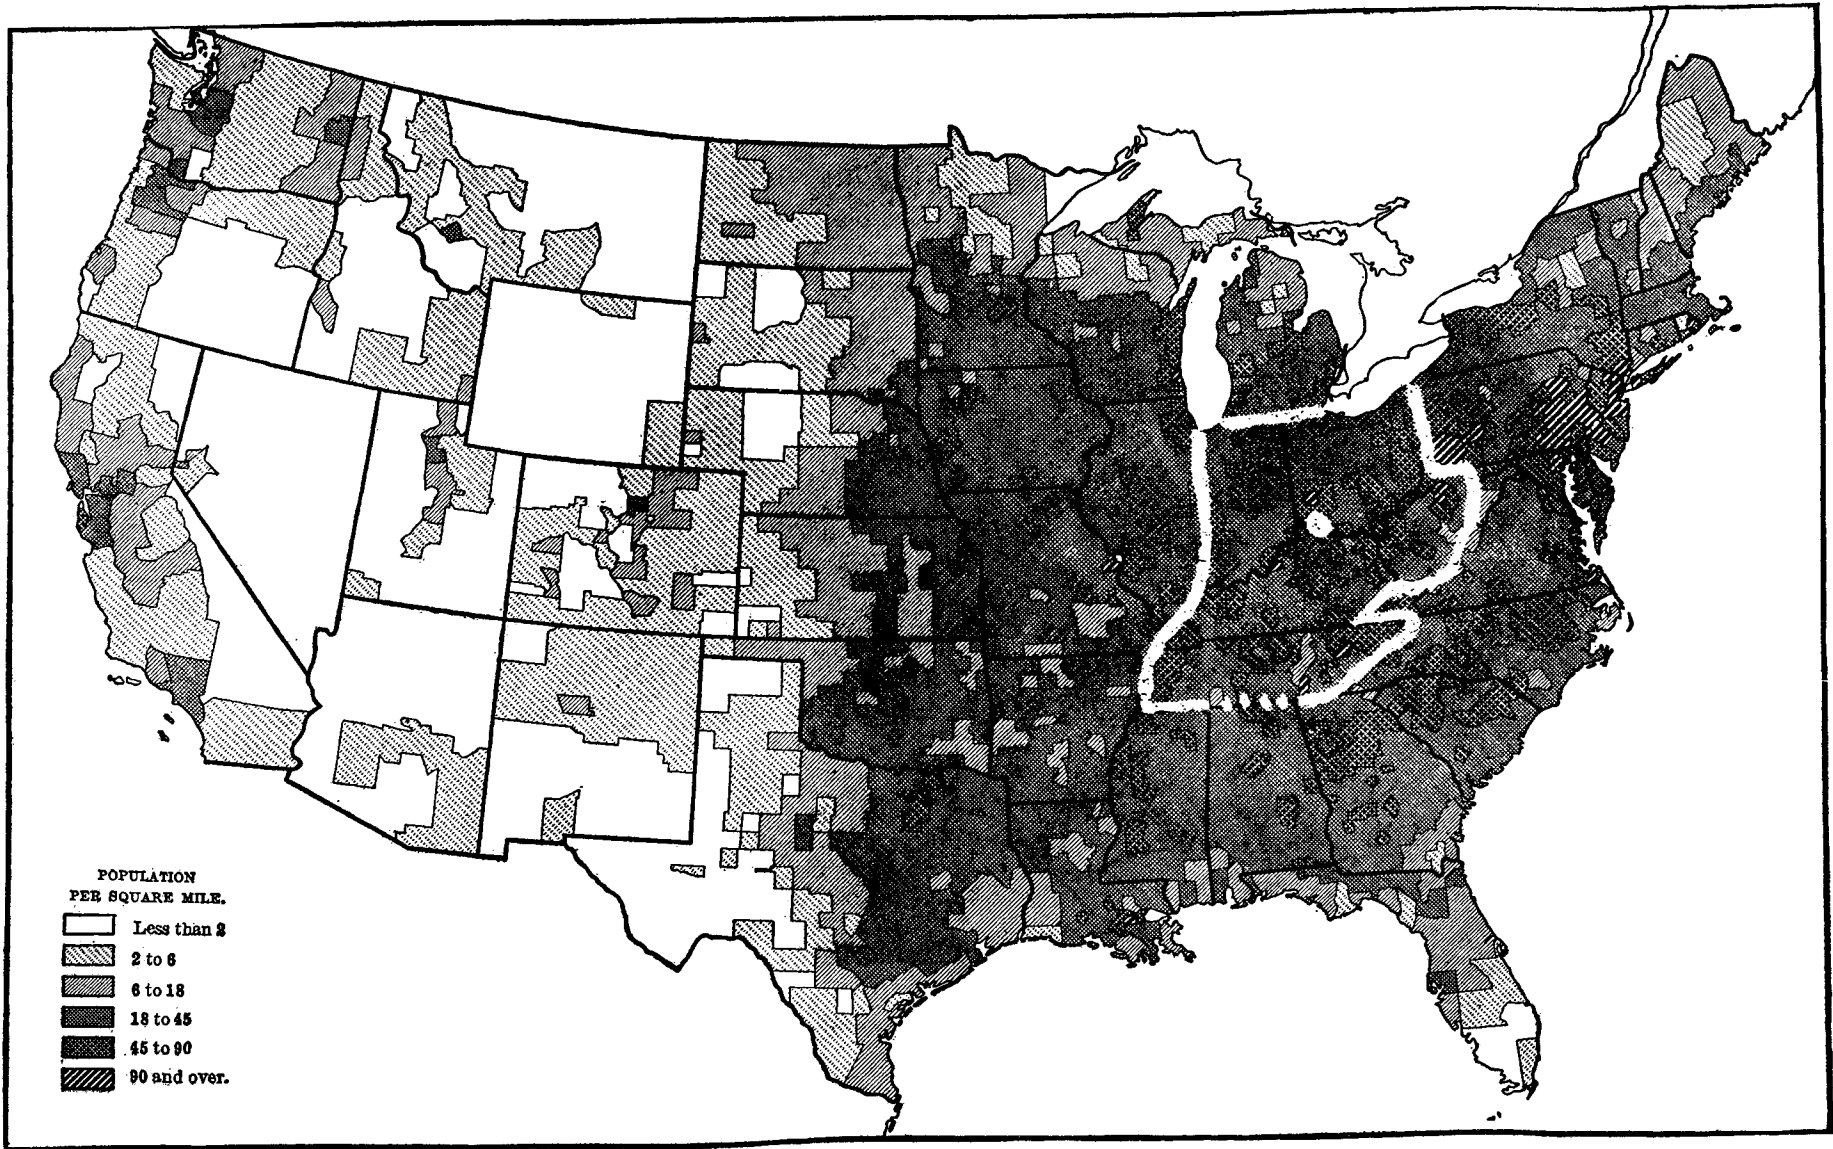 POPULATION
PER SQUARE MILE.
Less than 2
2 to 6
6 to 18
18 to 45
45 to 90
90 and over.